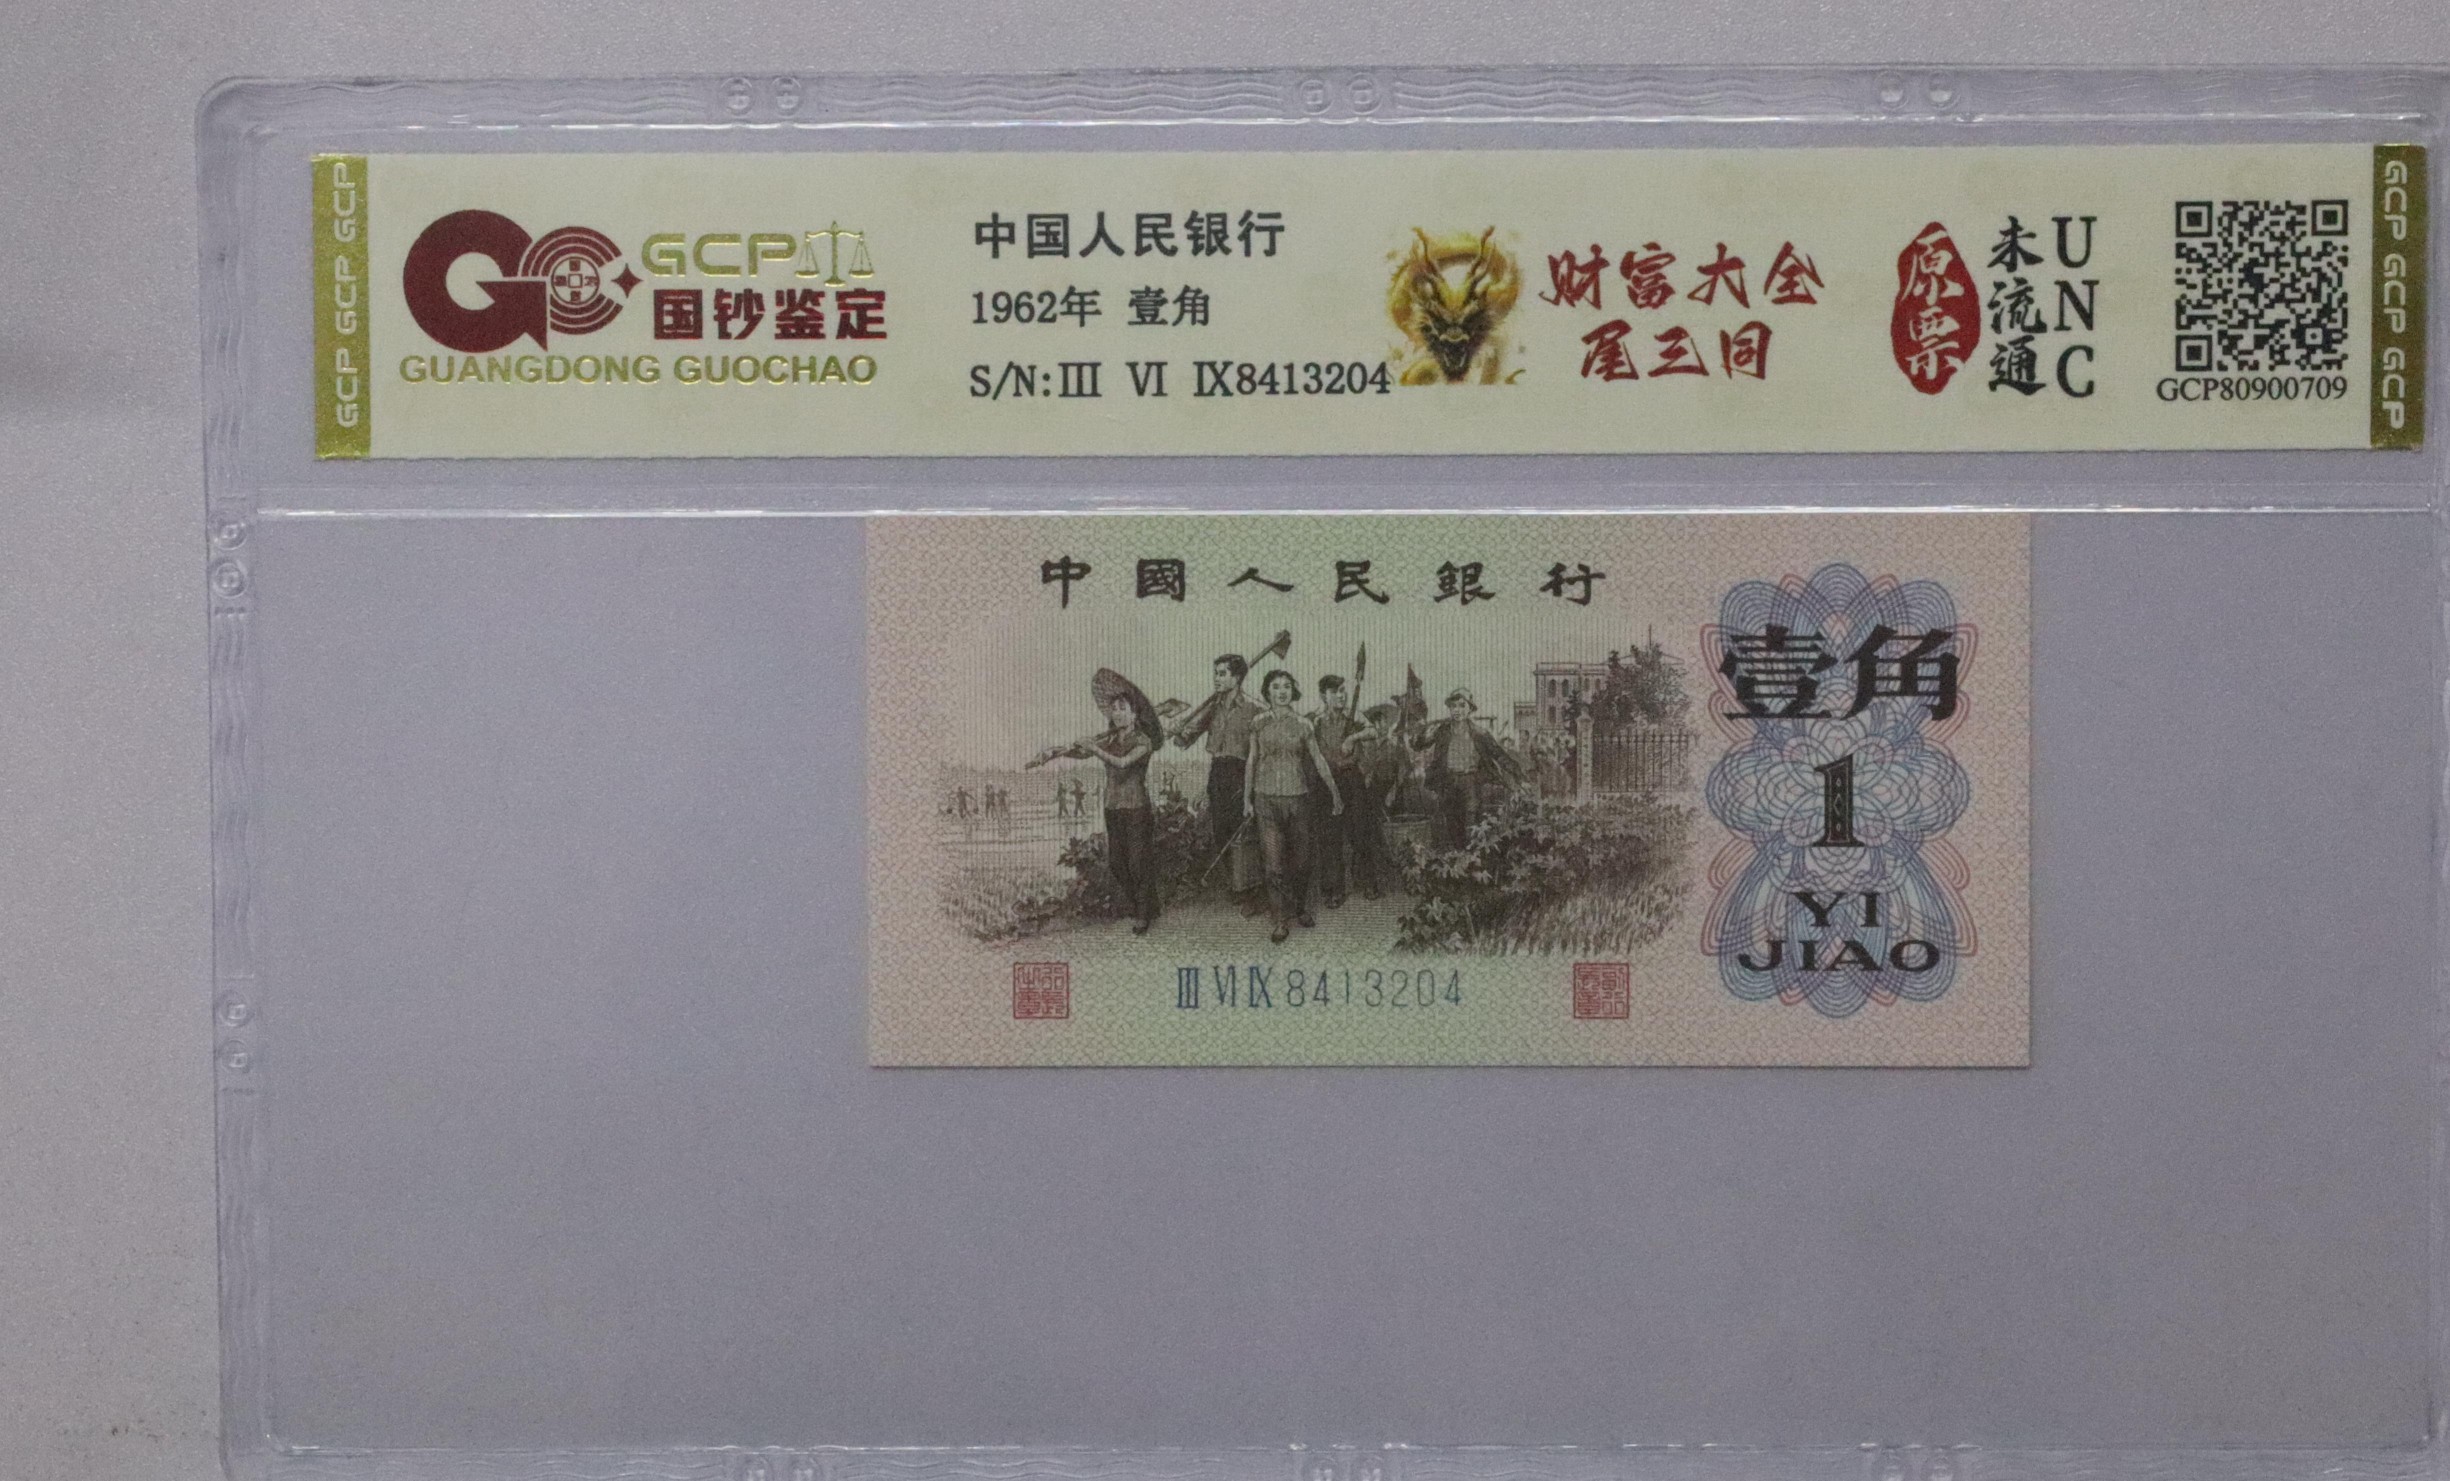 GCP GCP GCP
GCP
国钞鉴定
GUANGDONG GUOCHAO
中国人民银行
1962年 壹角
S/N:Ⅲ Ⅵ Ⅸ8413204
财富大全
尾三同
原票
未流通
UNC
GCP80900709
GCP GCP GCP
中國人民銀行
壹角
1
YI
JIAO
Ⅲ Ⅵ Ⅸ 8413204